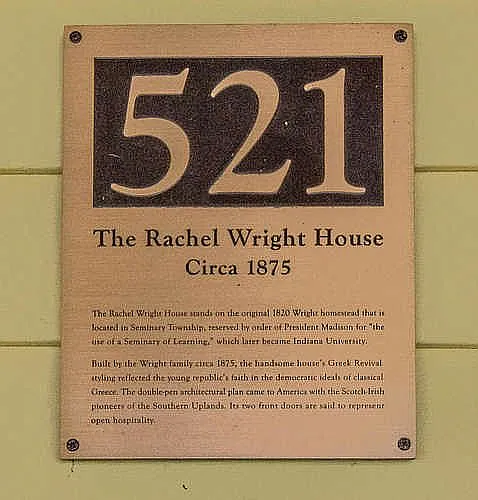 521
The Rachel Wright House
Circa 1875
The Rachel Wright House stands on the original 1820 Wright homestead that is
located in Seminary Township, reserved by order of President Madison for "the
use of a Seminary of Learning," which later became Indiana University.
Built by the Wright family circa 1875, the handsome house's Greek Revival
styling reflected the young republic's faith in the democratic ideals of classical
Greece. The double-pen architectural plan came to America with the Scotch-Irish
pioneers of the Southern Uplands. Its two front doors are said to represent
open hospitality.